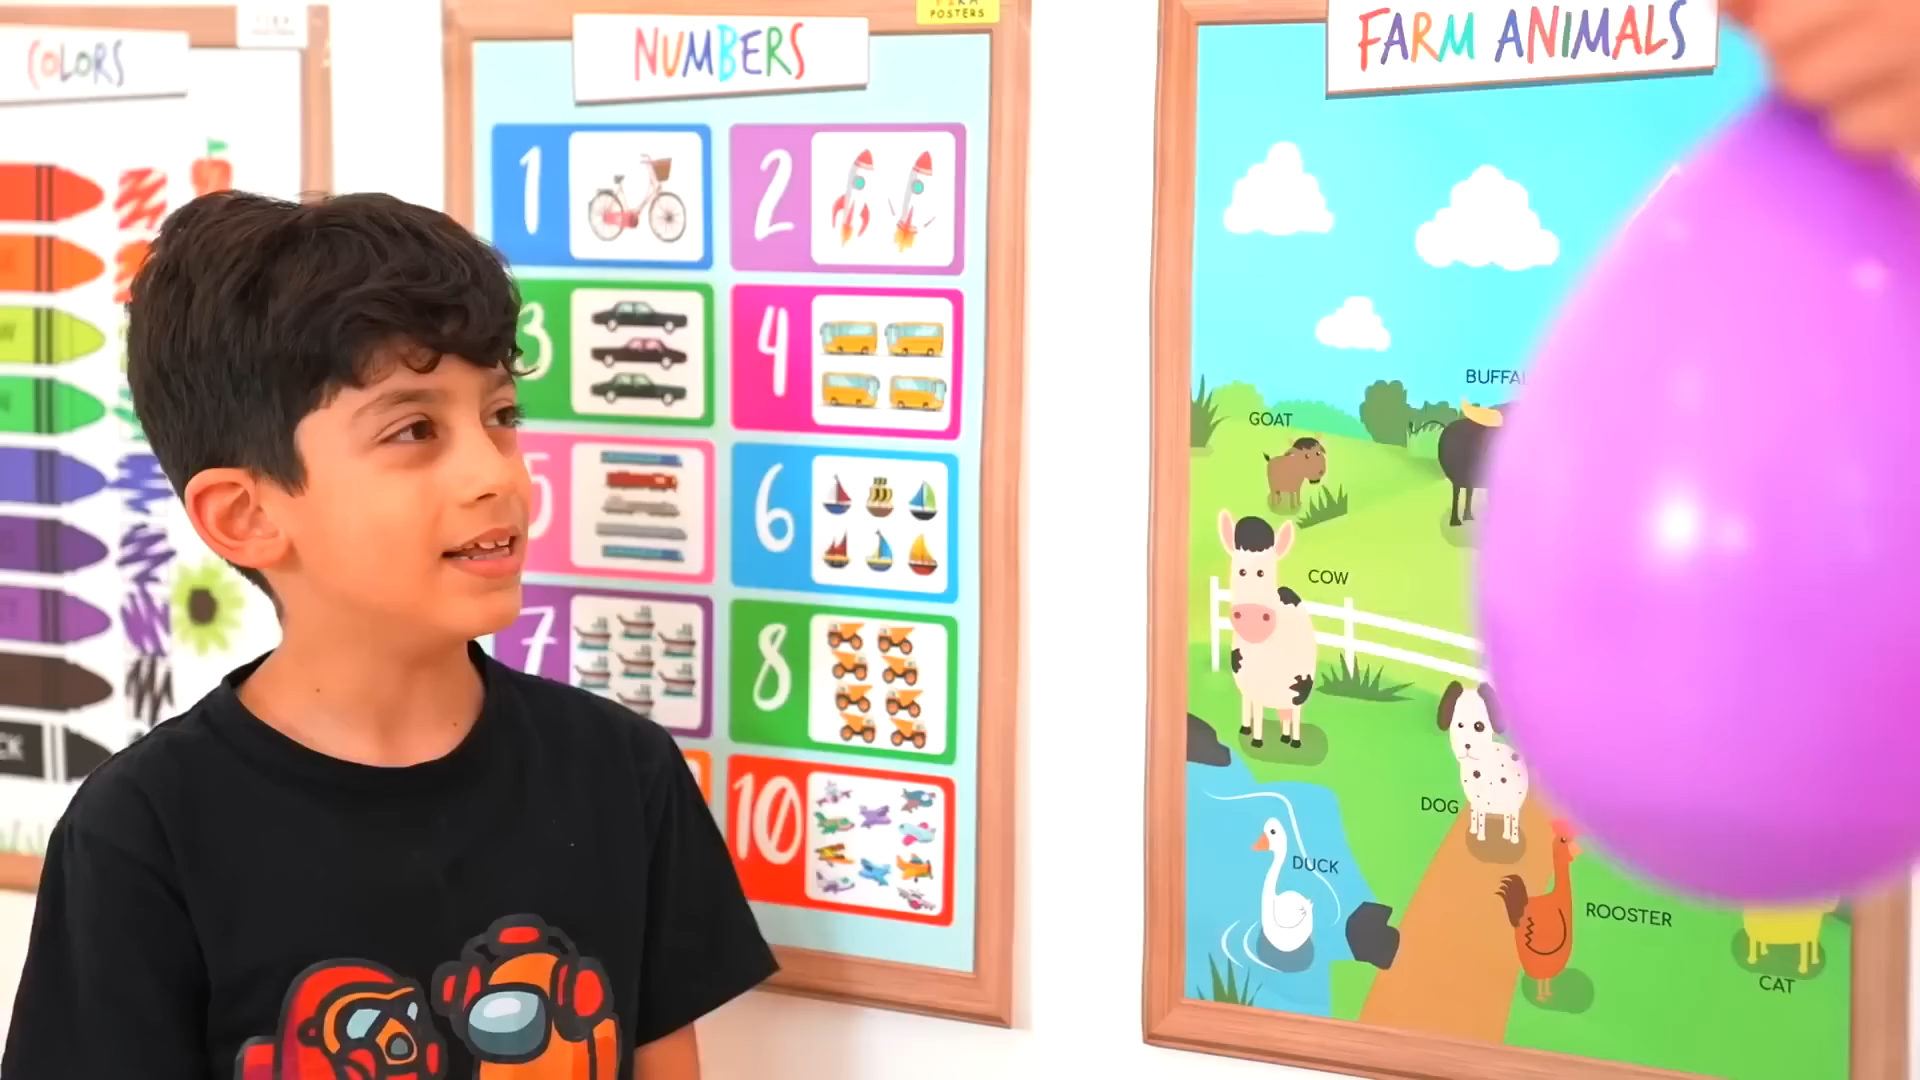 COLORS
NUMBERS
POSTERS
1
2
3
4
5
6
7
8
10
FARM ANIMALS
BUFFAL
GOAT
COW
DOG
DUCK
ROOSTER
CAT